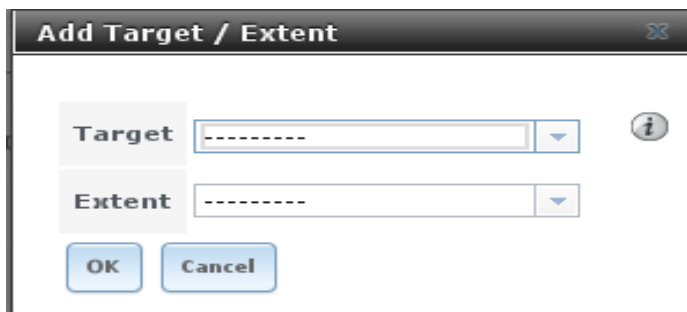 Add Target / Extent
Target ---------
Extent ---------
OK Cancel